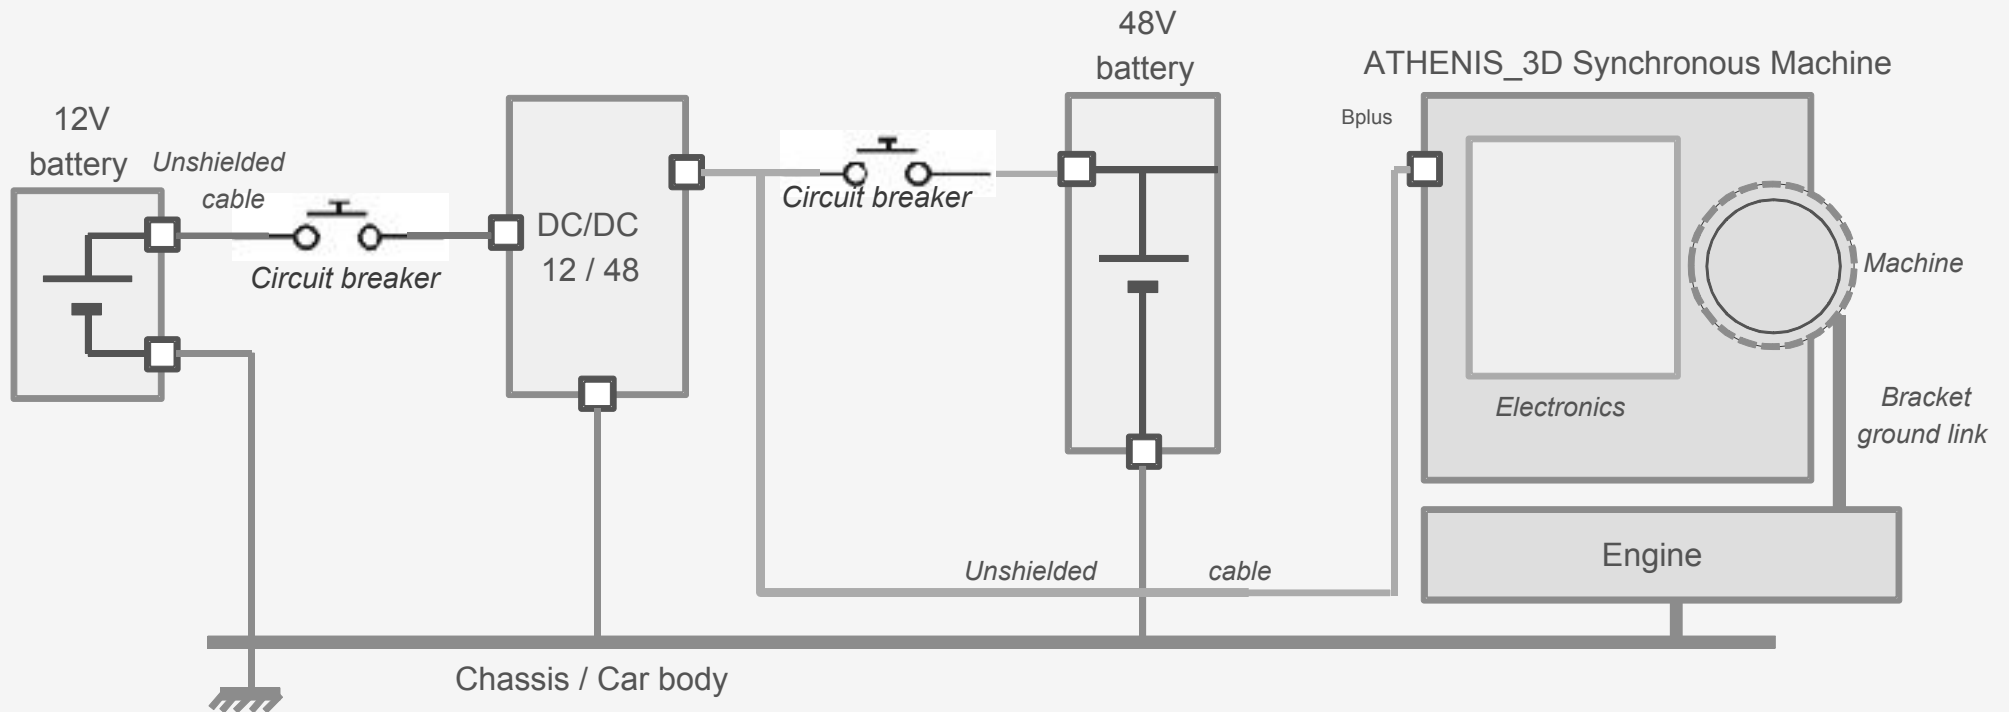 48V
battery
ATHENIS_3D Synchronous Machine
12V
battery
Unshielded
cable
Circuit breaker
DC/DC
12 / 48
Circuit breaker
Bplus
Machine
Electronics
Bracket
ground link
Engine
Unshielded cable
Chassis / Car body